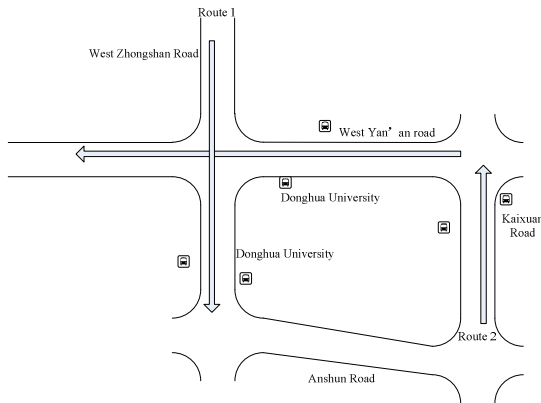 Route 1
West Zhongshan Road
West Yan’an road
Donghua University
Kaixuan
Road
Donghua University
Route 2
Anshun Road